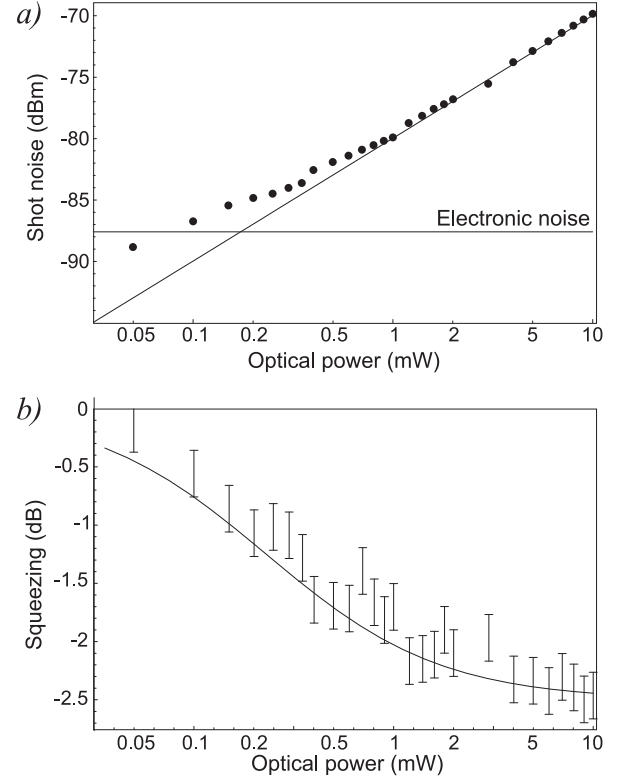 a)
Shot noise (dBm)
-70
-75
-80
-85
-90
Electronic noise
0.05 0.1 0.2 0.5 1 2 5 10
Optical power (mW)
b)
Squeezing (dB)
0
-0.5
-1
-1.5
-2
-2.5
0.05 0.1 0.2 0.5 1 2 5 10
Optical power (mW)